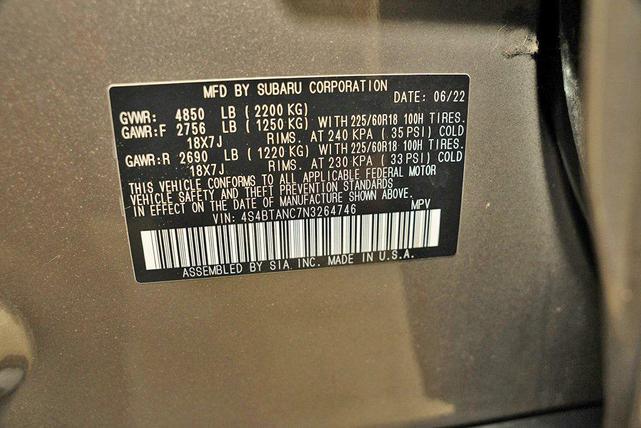 MFD BY SUBARU CORPORATION
DATE: 06/22
GVWR: 4850 LB (2200 KG)
GAWR:F 2756 LB (1250 KG) WITH 225/60R18 100H TIRES.
18X7J RIMS. AT 240 KPA (35 PSI) COLD
GAWR:R 2690 LB (1220 KG) WITH 225/60R18 100H TIRES.
18X7J RIMS. AT 230 KPA (33 PSI) COLD
THIS VEHICLE CONFORMS TO ALL APPLICABLE FEDERAL MOTOR
VEHICLE SAFETY AND THEFT PREVENTION STANDARDS
IN EFFECT ON THE DATE OF MANUFACTURE SHOWN ABOVE.
VIN: 4S4BTANC7N3264746 MPV
ASSEMBLED BY SIA INC. MADE IN U.S.A.